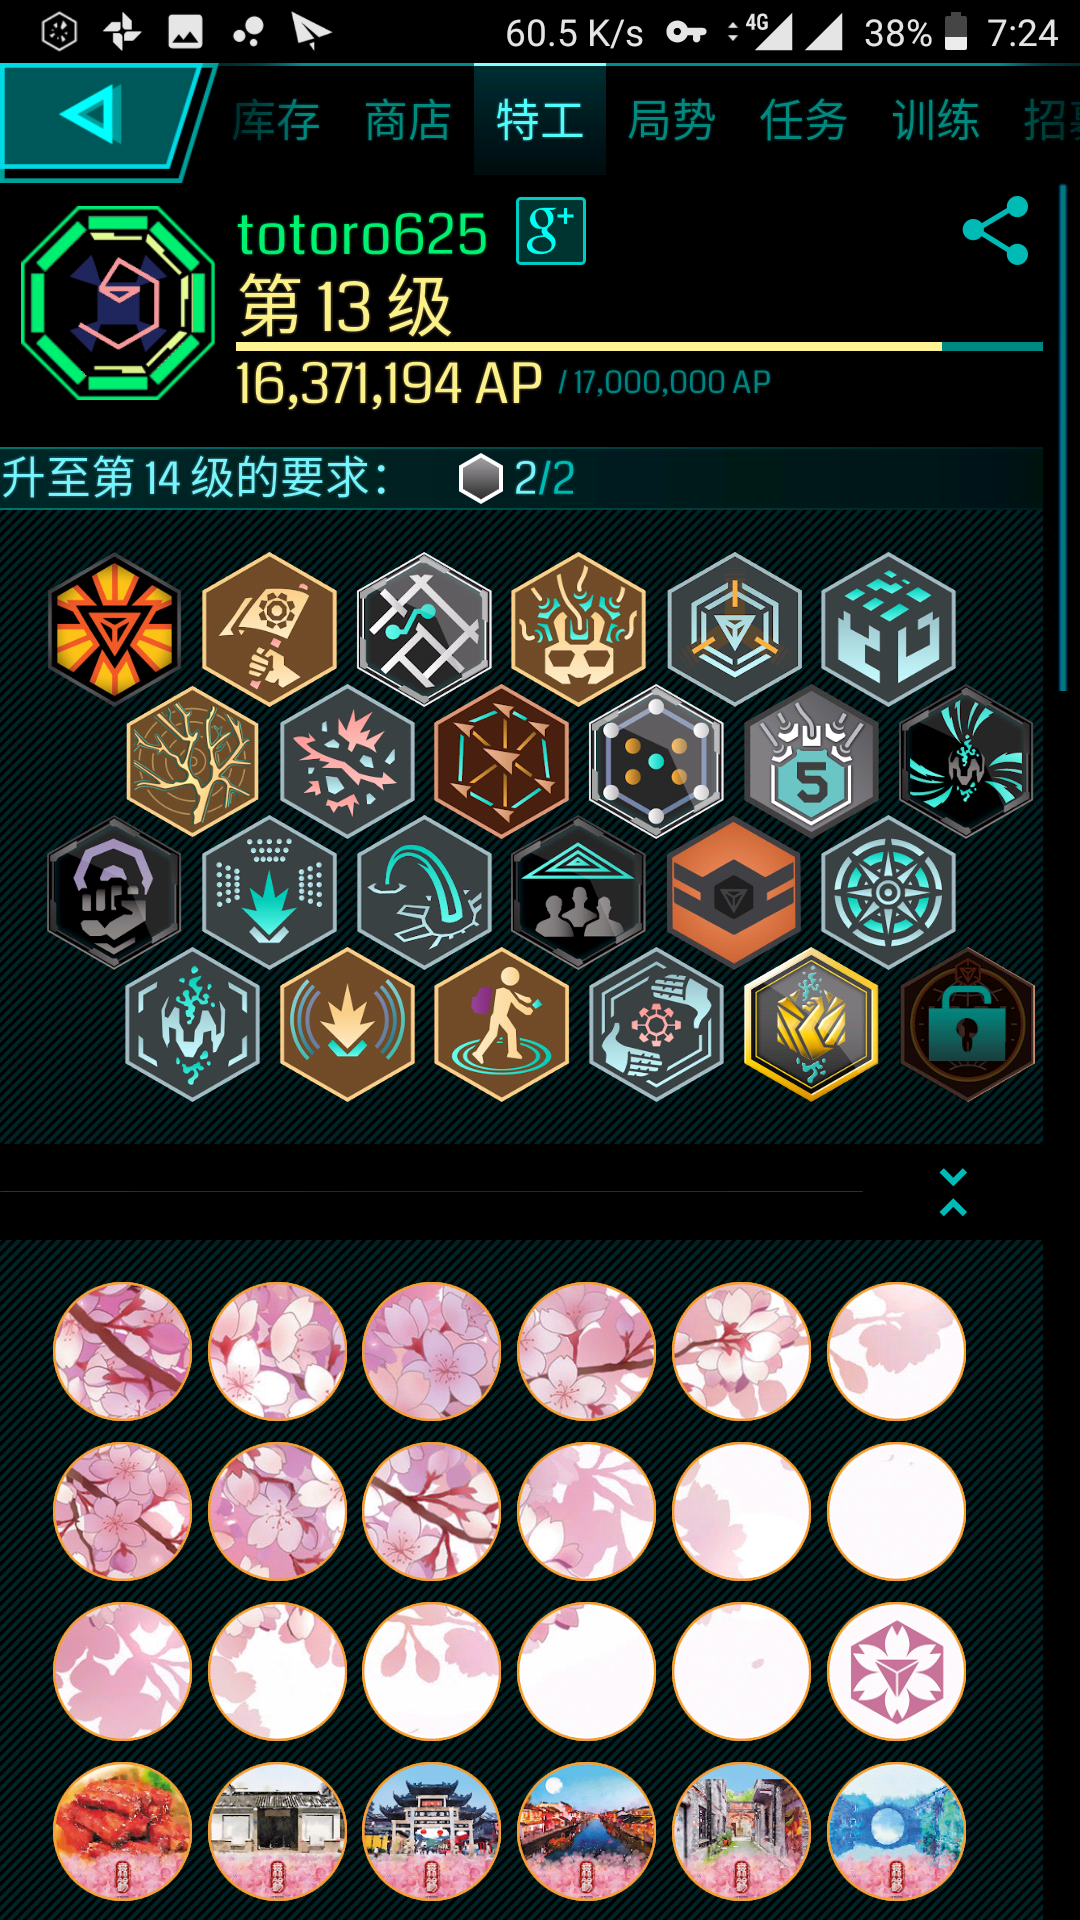 60.5 K/s 4G 38% 7:24
库存 商店 特工 局势 任务 训练
totoro625 g+
第 13 级
16,371,194 AP / 17,000,000 AP
升至第 14 级的要求： 2/2
5